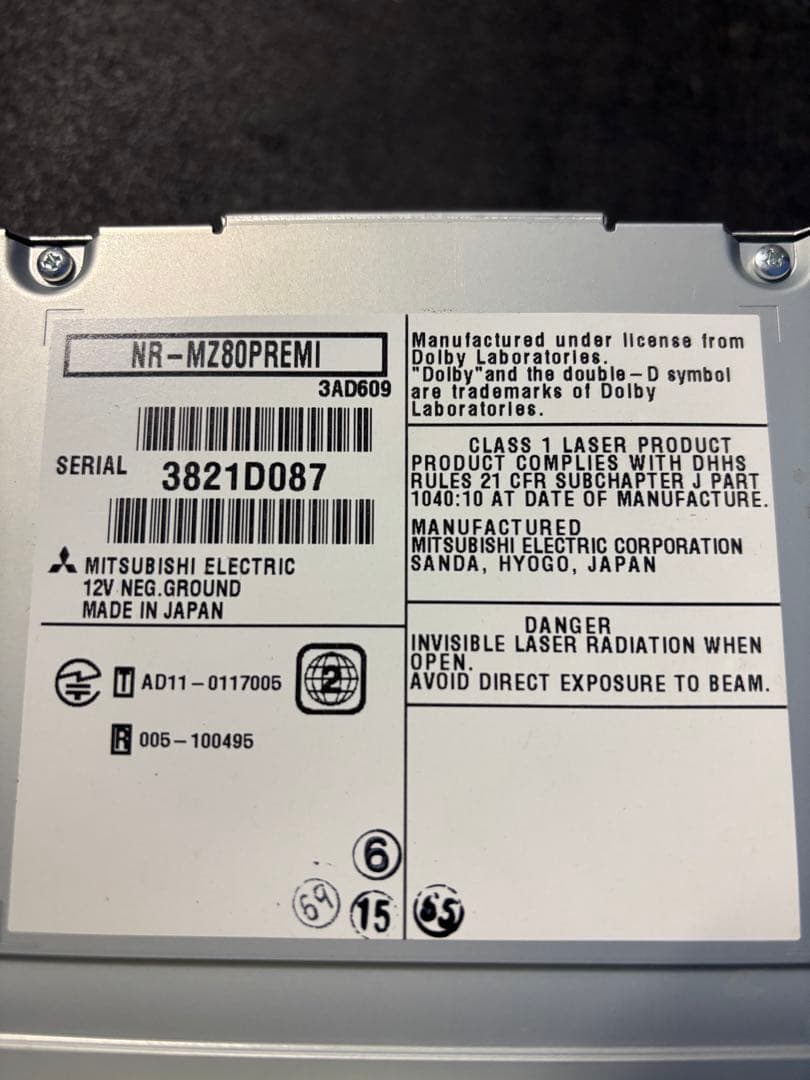 NR-MZ80PREMI
3AD609
SERIAL 3821D087
MITSUBISHI ELECTRIC
12V NEG.GROUND
MADE IN JAPAN
T AD11-0117005
2
R 005-100495
6
69
15
Manufactured under license from
Dolby Laboratories.
"Dolby"and the double-D symbol
are trademarks of Dolby
Laboratories.
CLASS 1 LASER PRODUCT
PRODUCT COMPLIES WITH DHHS
RULES 21 CFR SUBCHAPTER J PART
1040:10 AT DATE OF MANUFACTURE.
MANUFACTURED
MITSUBISHI ELECTRIC CORPORATION
SANDA, HYOGO, JAPAN
DANGER
INVISIBLE LASER RADIATION WHEN
OPEN.
AVOID DIRECT EXPOSURE TO BEAM.